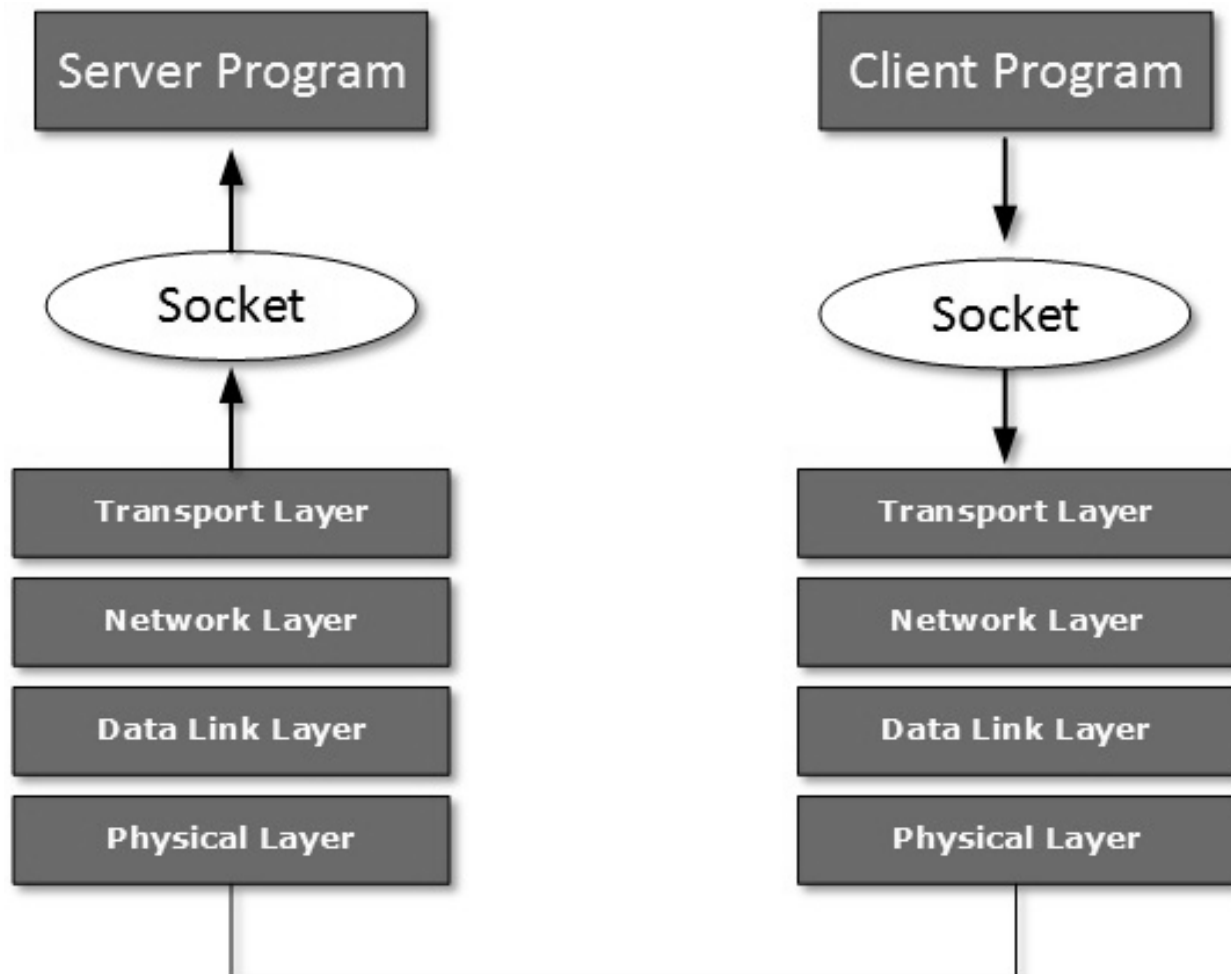 Server Program
Socket
Transport Layer
Network Layer
Data Link Layer
Physical Layer
Client Program
Socket
Transport Layer
Network Layer
Data Link Layer
Physical Layer